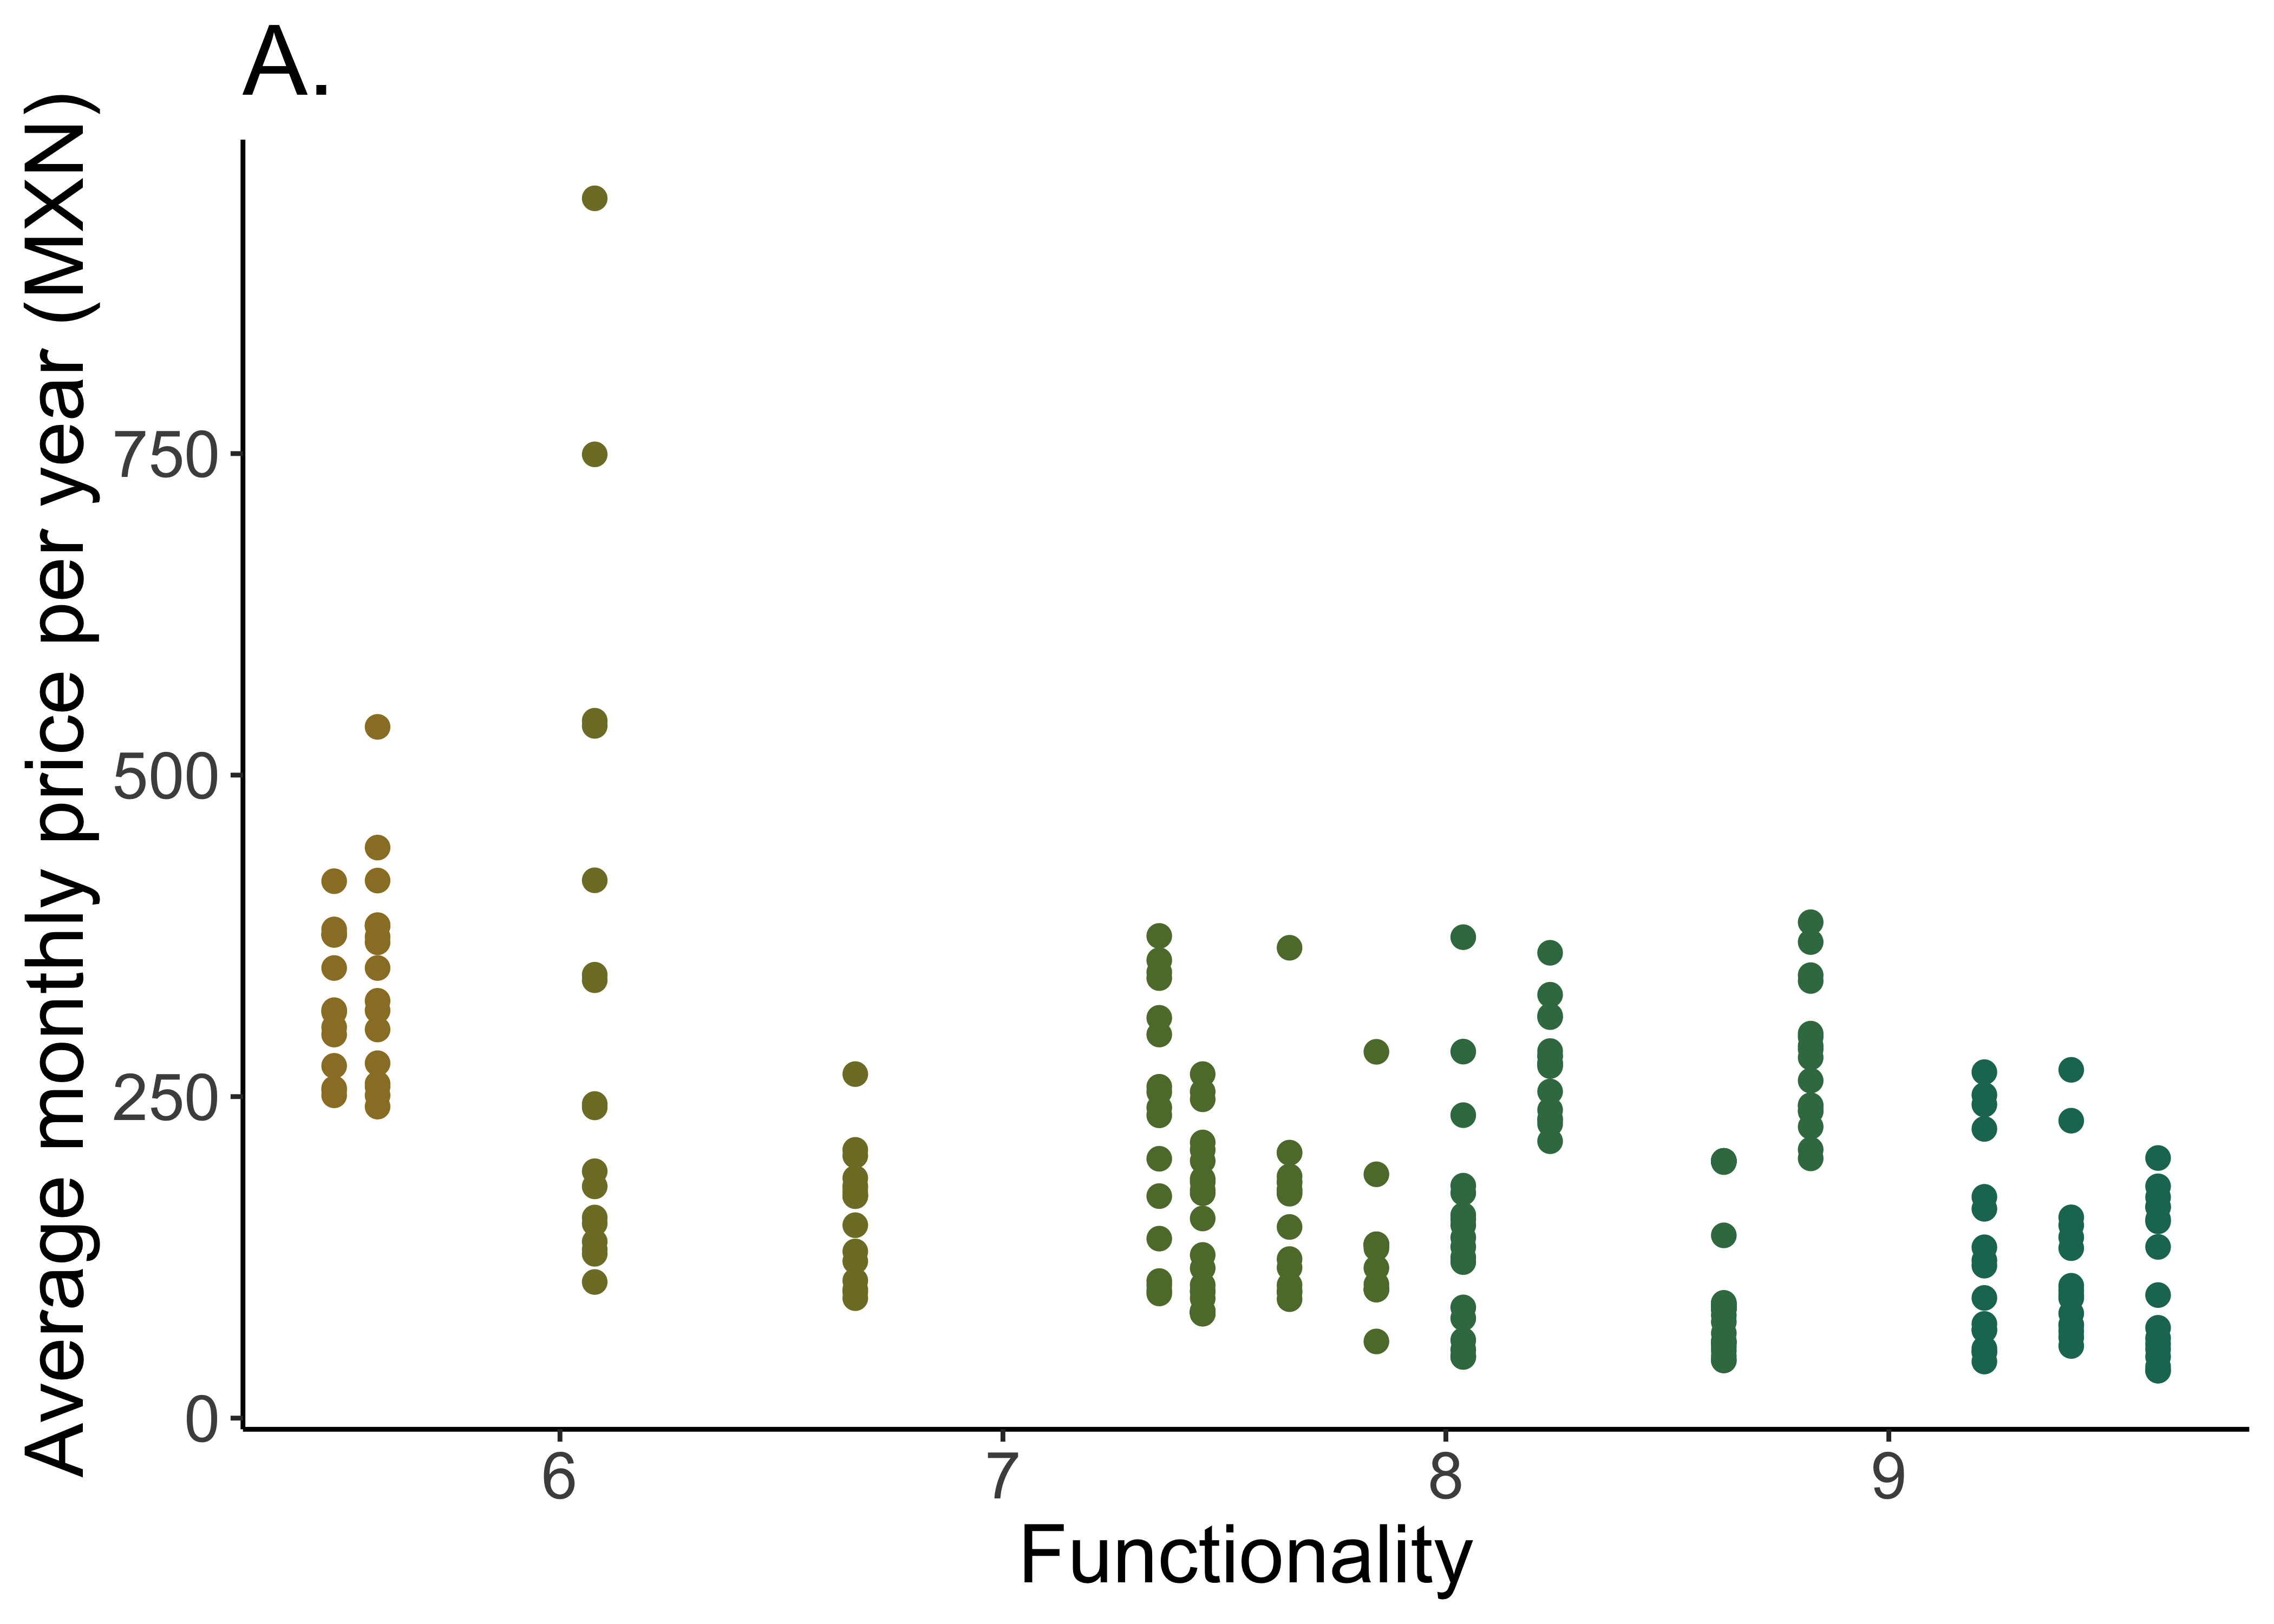 A.
Average monthly price per year (MXN)
750
500
250
0
6 7 8 9
Functionality